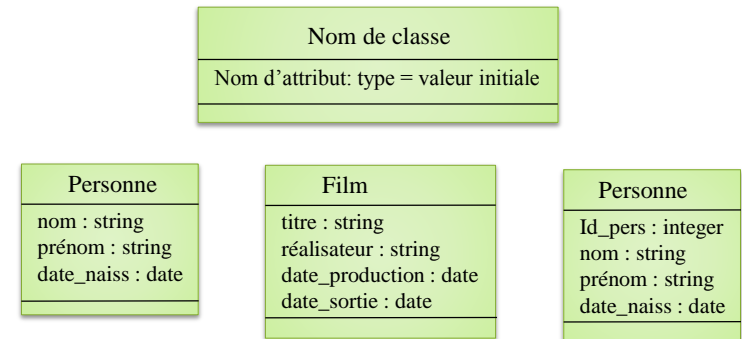 Nom de classe
Nom d’attribut: type = valeur initiale
Personne
nom : string
prénom : string
date_naiss : date
Film
titre : string
réalisateur : string
date_production : date
date_sortie : date
Personne
Id_pers : integer
nom : string
prénom : string
date_naiss : date